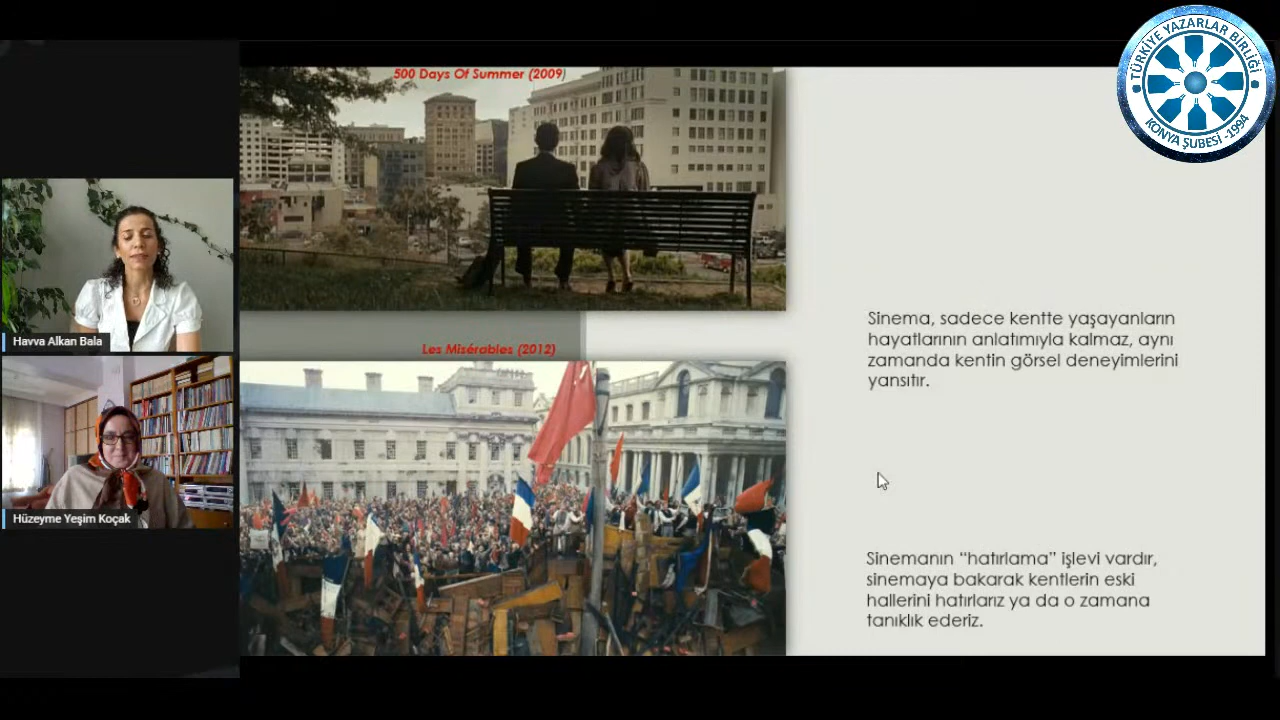 TÜRKİYE YAZARLAR BİRLİĞİ
KONYA ŞUBESİ - 1994
500 Days Of Summer (2009)
Havva Alkan Bala
Hüzeyme Yeşim Koçak
Les Misérables (2012)
Sinema, sadece kentte yaşayanların
hayatlarının anlatımıyla kalmaz, aynı
zamanda kentin görsel deneyimlerini
yansıtır.
Sinemanın “hatırlama” işlevi vardır,
sinemaya bakarak kentlerin eski
hallerini hatırlarız ya da o zamana
tanıklık ederiz.